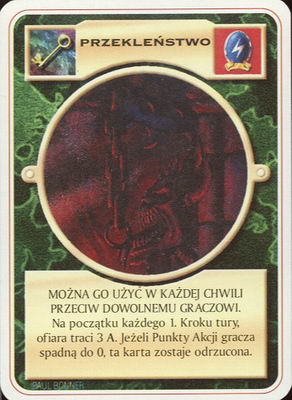 PRZEKLEŃSTWO
MOŻNA GO UŻYĆ W KAŻDEJ CHWILI
PRZECIW DOWOLNEMU GRACZOWI.
Na początku każdego 1. Kroku tury,
ofiara traci 3 A. Jeżeli Punkty Akcji gracza
spadną do 0, ta karta zostaje odrzucona.
PAUL BONNER